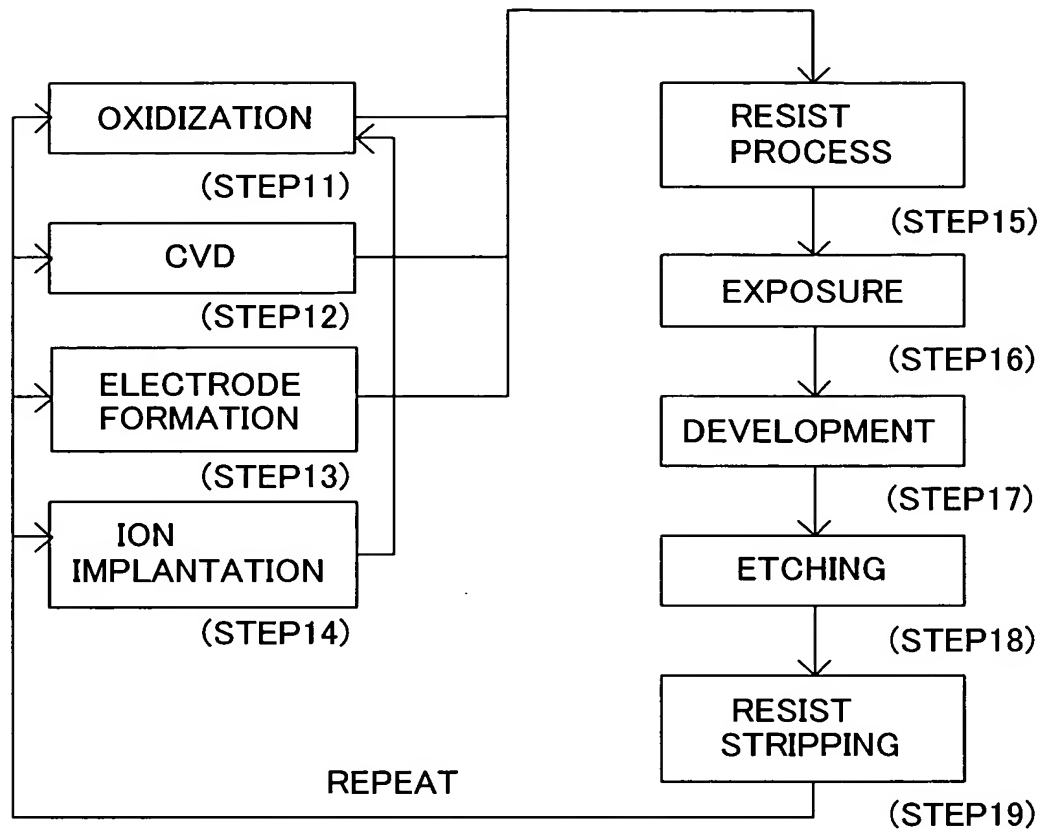 OXIDIZATION
(STEP11)
CVD
(STEP12)
ELECTRODE
FORMATION
(STEP13)
ION
IMPLANTATION
(STEP14)
RESIST
PROCESS
(STEP15)
EXPOSURE
(STEP16)
DEVELOPMENT
(STEP17)
ETCHING
(STEP18)
RESIST
STRIPPING
(STEP19)
REPEAT